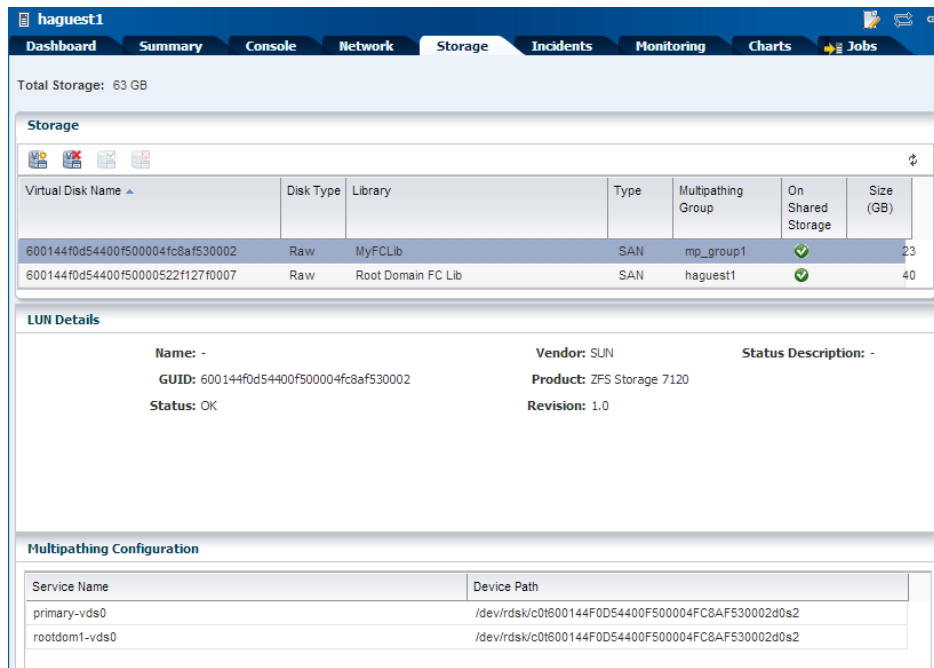 haguest1
Dashboard Summary Console Network Storage Incidents Monitoring Charts Jobs
Total Storage: 63 GB
Storage
Virtual Disk Name Disk Type Library Type Multipathing Group On Shared Storage Size (GB)
600144f0d54400f500004fc8af530002 Raw MyFCLib SAN mp_group1 23
600144f0d54400f50000522f127f0007 Raw Root Domain FC Lib SAN haguest1 40
LUN Details
Name: - Vendor: SUN Status Description: -
GUID: 600144f0d54400f500004fc8af530002 Product: ZFS Storage 7120
Status: OK Revision: 1.0
Multipathing Configuration
Service Name Device Path
primary-vds0 /dev/rdsk/c0t600144F0D54400F500004FC8AF530002d0s2
rootdom1-vds0 /dev/rdsk/c0t600144F0D54400F500004FC8AF530002d0s2